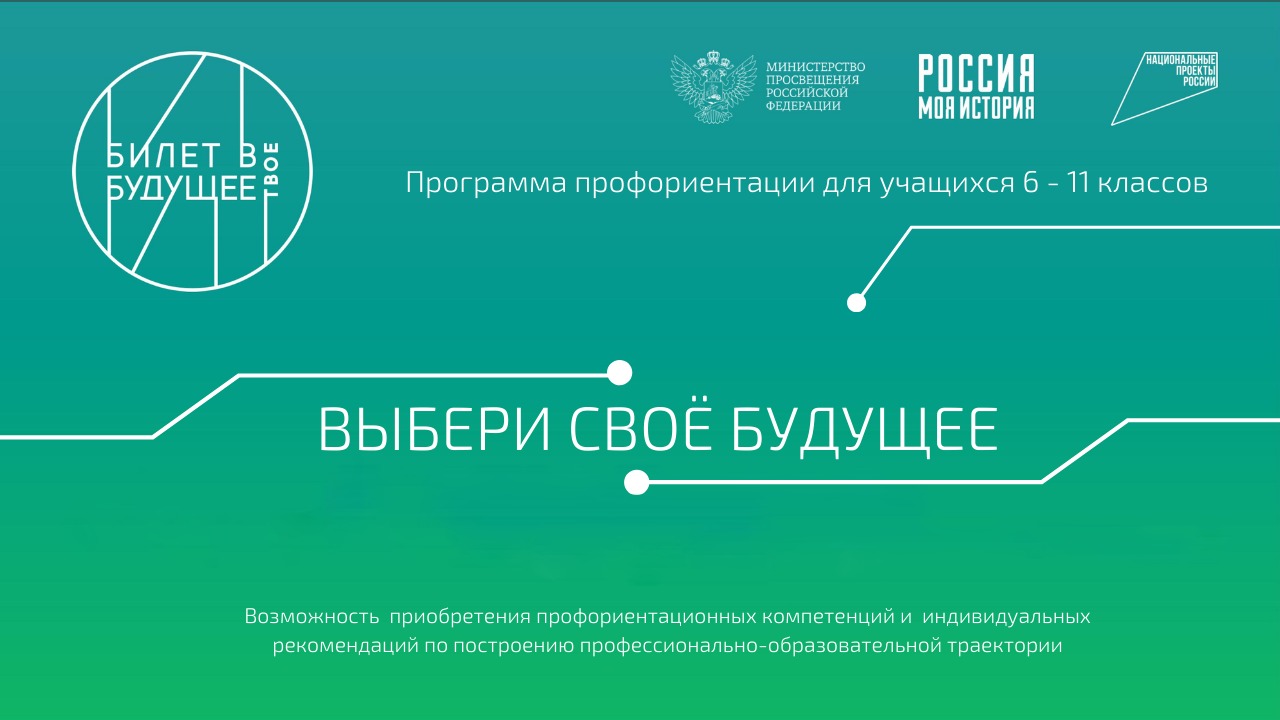 БИЛЕТ В
БУДУЩЕЕ
ТВОЕ
МИНИСТЕРСТВО
ПРОСВЕЩЕНИЯ
РОССИЙСКОЙ
ФЕДЕРАЦИИ
РОССИЯ
МОЯ ИСТОРИЯ
НАЦИОНАЛЬНЫЕ
ПРОЕКТЫ
РОССИИ
Программа профориентации для учащихся 6 - 11 классов
ВЫБЕРИ СВОЁ БУДУЩЕЕ
Возможность приобретения профориентационных компетенций и индивидуальных
рекомендаций по построению профессионально-образовательной траектории